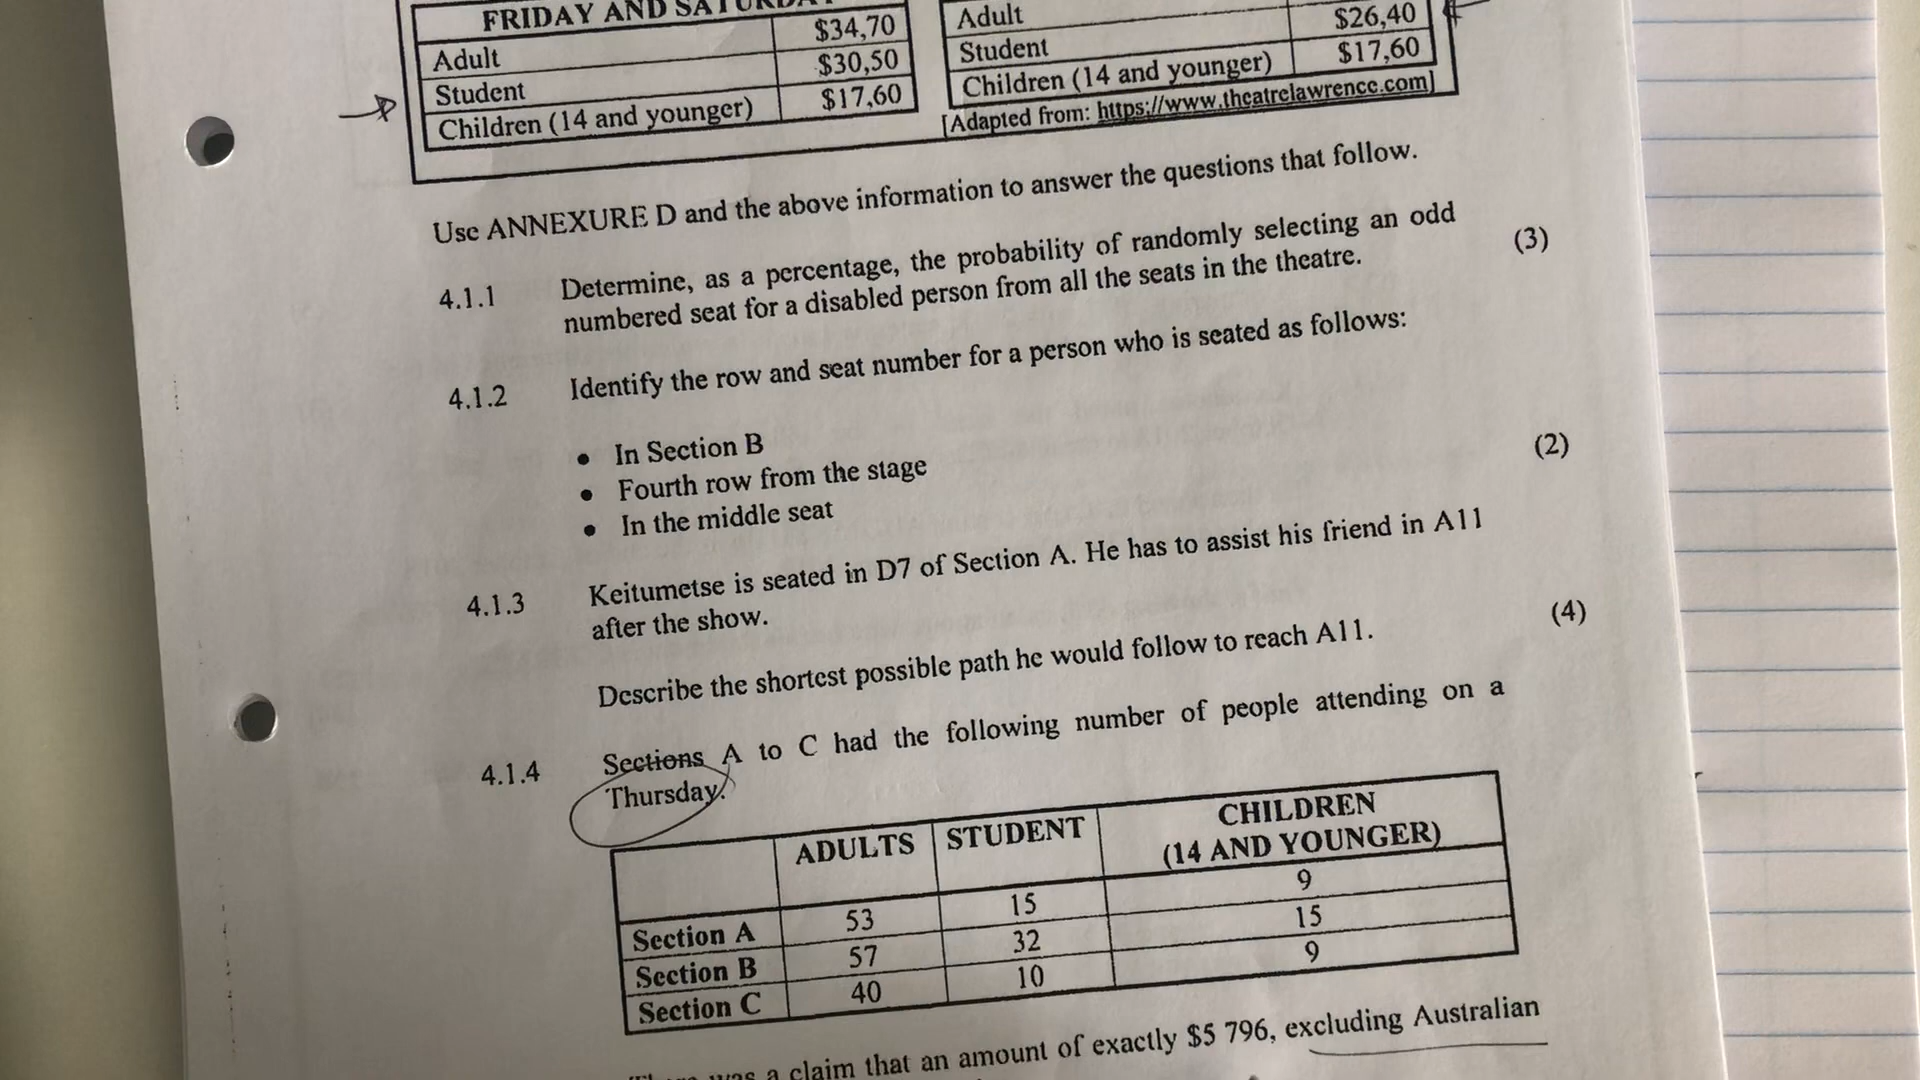 FRIDAY AND SATURDAY
Adult $34,70
Student $30,50
Children (14 and younger) $17,60
Adult
Student $26,40
Children (14 and younger) $17,60
[Adapted from: https://www.theatrelawrence.com]
Use ANNEXURE D and the above information to answer the questions that follow.
4.1.1 Determine, as a percentage, the probability of randomly selecting an odd
numbered seat for a disabled person from all the seats in the theatre. (3)
4.1.2 Identify the row and seat number for a person who is seated as follows:
• In Section B
• Fourth row from the stage
• In the middle seat (2)
4.1.3 Keitumetse is seated in D7 of Section A. He has to assist his friend in A11
after the show.
Describe the shortest possible path he would follow to reach A11. (4)
4.1.4 Sections A to C had the following number of people attending on a
Thursday.
ADULTS STUDENT CHILDREN
(14 AND YOUNGER)
Section A 53 15 9
Section B 57 32 15
Section C 40 10 9
was a claim that an amount of exactly $5 796, excluding Australian